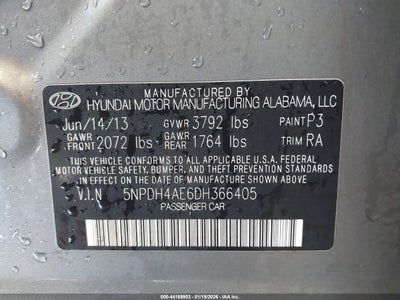 MANUFACTURED BY
HYUNDAI MOTOR MANUFACTURING ALABAMA, LLC
Jun/14/13 GVWR 3792 lbs PAINT P3
GAWR FRONT 2072 lbs GAWR REAR 1764 lbs TRIM RA
THIS VEHICLE CONFORMS TO ALL APPLICABLE FEDERAL
MOTOR VEHICLE SAFETY, BUMPER AND THEFT PREVENTION STANDARDS
IN EFFECT ON THE DATE OF MANUFACTURE SHOWN ABOVE.
V.I.N 5NPDH4AE6DH366405
PASSENGER CAR
000-44169903 - 01/19/2026 - IAAI.COM